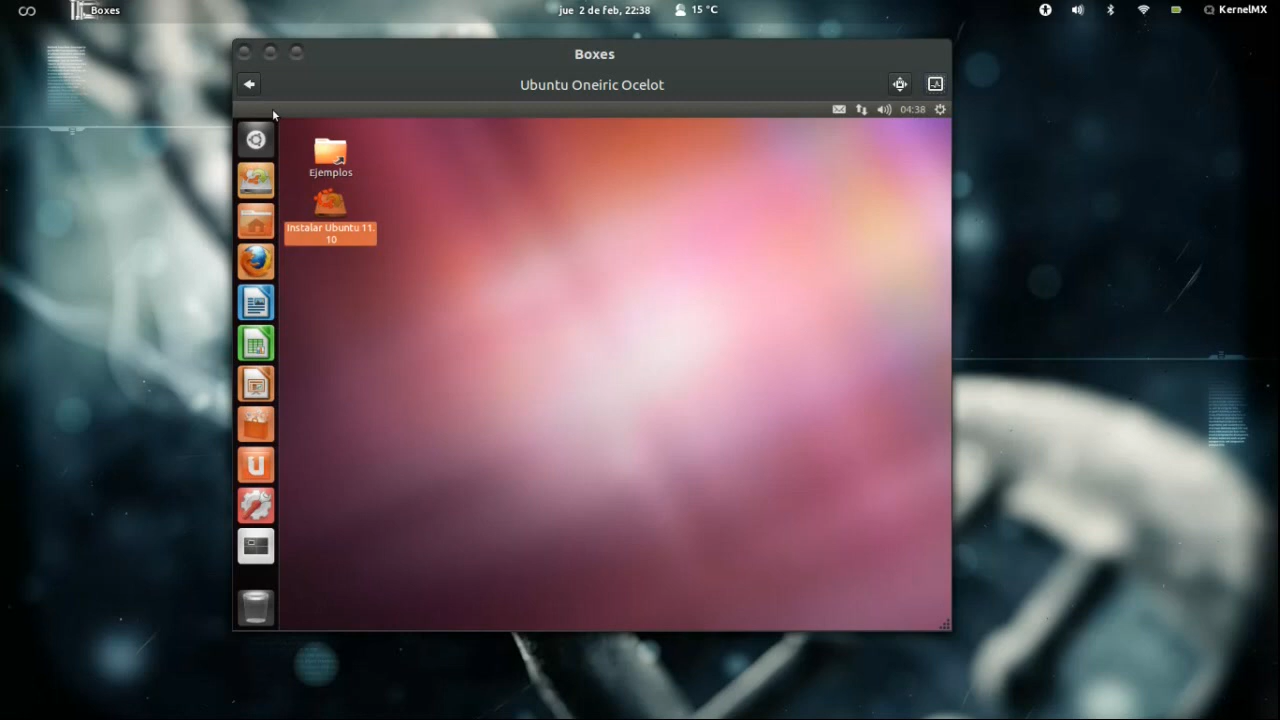 Boxes
jue 2 de feb, 22:38
15 °C
KernelMX
Boxes
Ubuntu Oneiric Ocelot
04:38
Ejemplos
Instalar Ubuntu 11.
10